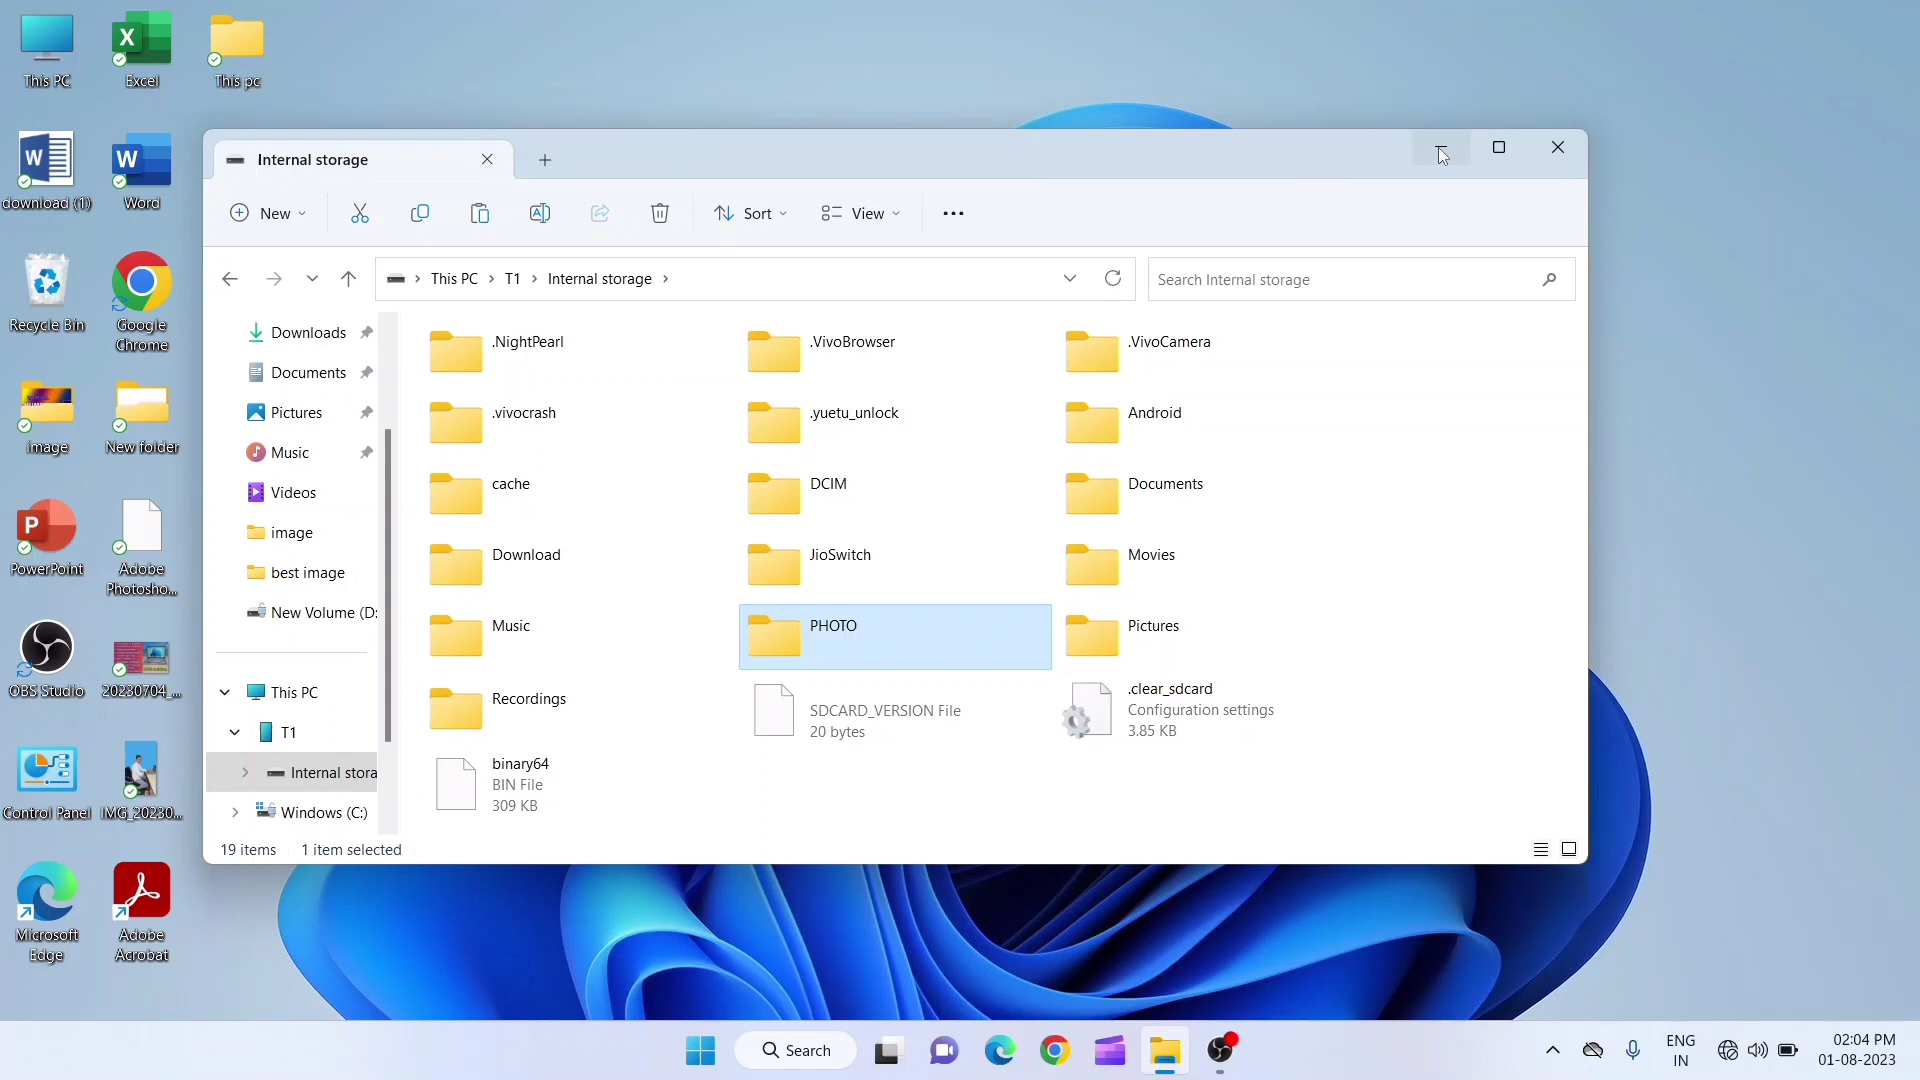 This PC
Excel
This pc
download (1)
Word
Recycle Bin
Google
Chrome
image
New folder
PowerPoint
Adobe
Photosho...
OBS Studio
20230704_...
Control Panel
IMG_20230...
Microsoft
Edge
Adobe
Acrobat
Internal storage
New
Sort
View
This PC > T1 > Internal storage >
Search Internal storage
Downloads
Documents
Pictures
Music
Videos
image
best image
New Volume (D:
This PC
T1
Internal stora
Windows (C:)
.NightPearl
.VivoBrowser
.VivoCamera
.vivocrash
.yuetu_unlock
Android
cache
DCIM
Documents
Download
JioSwitch
Movies
Music
PHOTO
Pictures
Recordings
SDCARD_VERSION File
20 bytes
.clear_sdcard
Configuration settings
3.85 KB
binary64
BIN File
309 KB
19 items
1 item selected
Search
ENG
IN
02:04 PM
01-08-2023